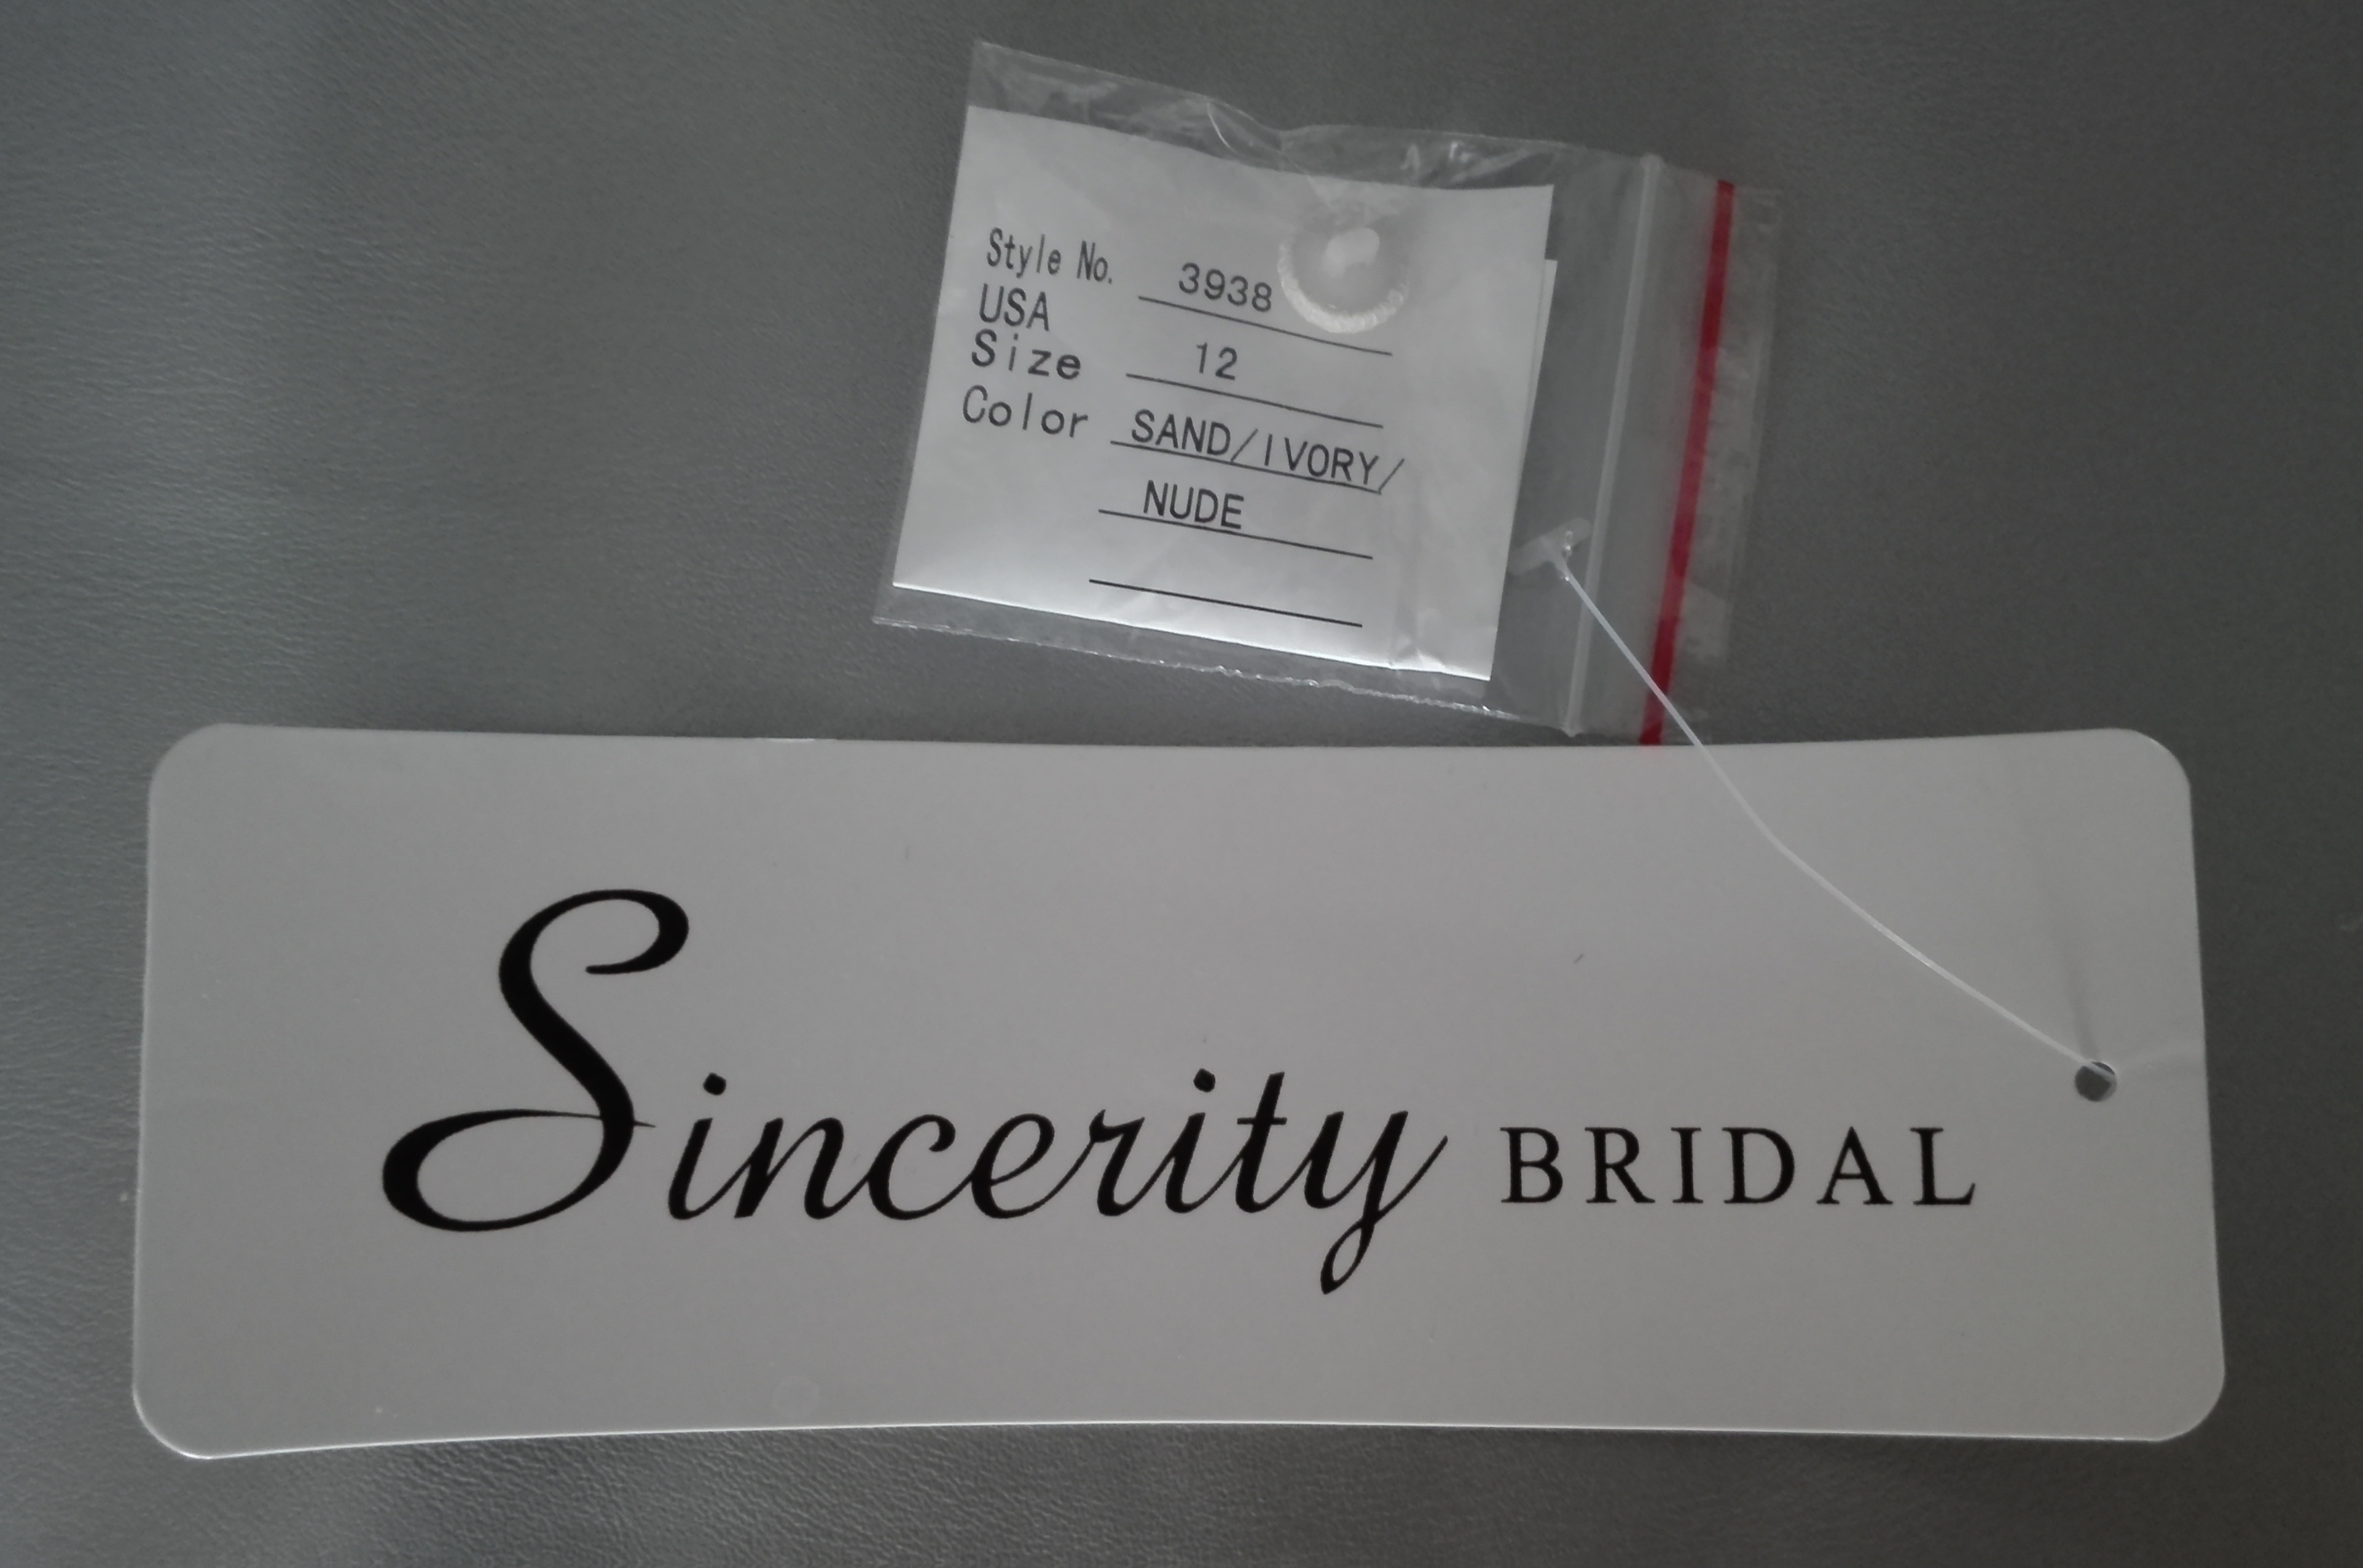 Style No. 3938
USA
Size 12
Color SAND/IVORY/
NUDE
Sincerity BRIDAL